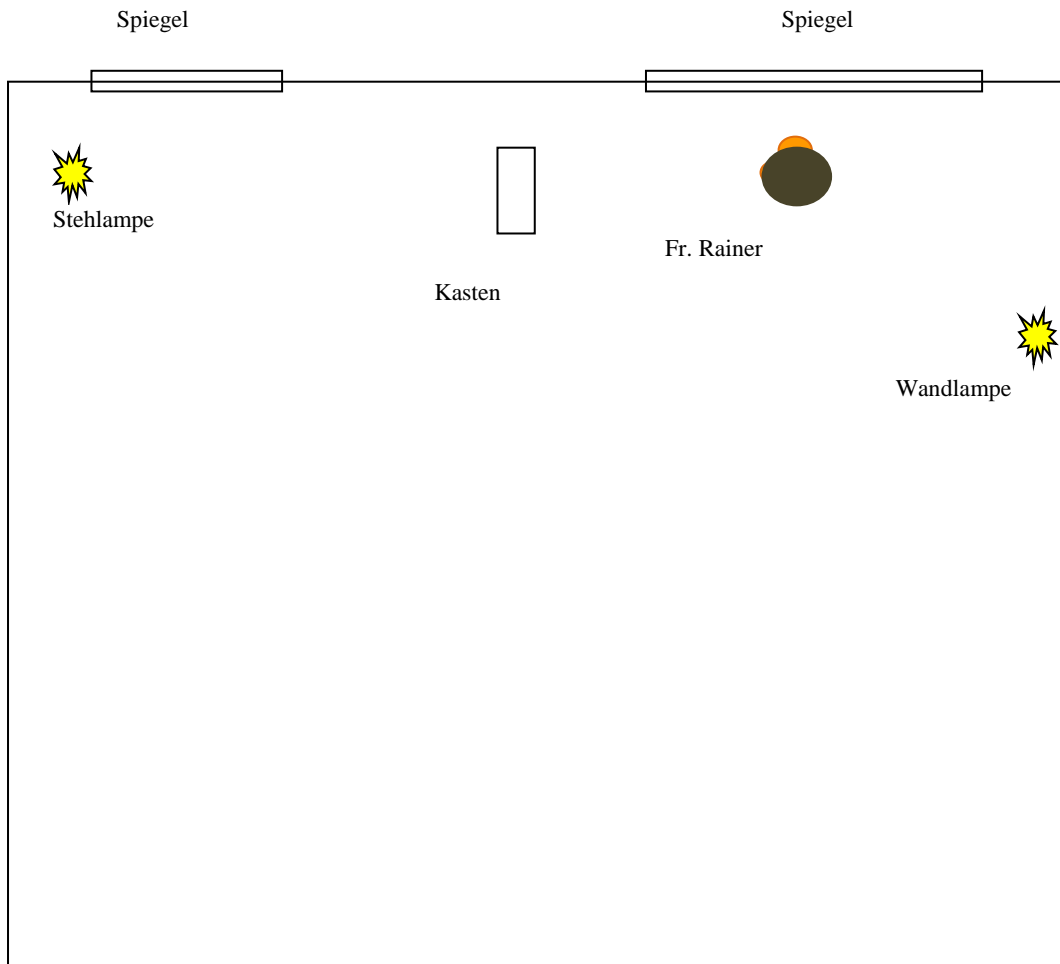 Spiegel
Spiegel
Stehlampe
Fr. Rainer
Kasten
Wandlampe